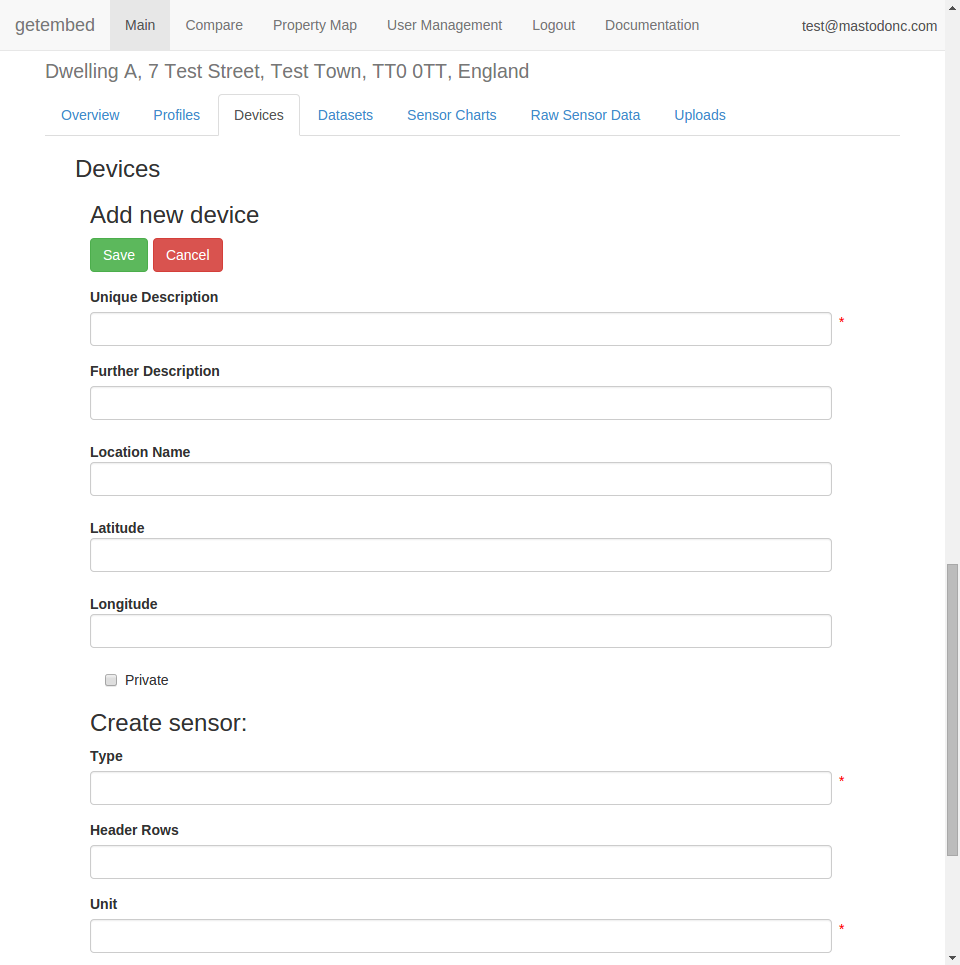 getembed Main Compare Property Map User Management Logout Documentation test@mastodonc.com
Dwelling A, 7 Test Street, Test Town, TT0 0TT, England
Overview Profiles Devices Datasets Sensor Charts Raw Sensor Data Uploads
Devices
Add new device
Save Cancel
Unique Description
*
Further Description
Location Name
Latitude
Longitude
Private
Create sensor:
Type
*
Header Rows
Unit
*